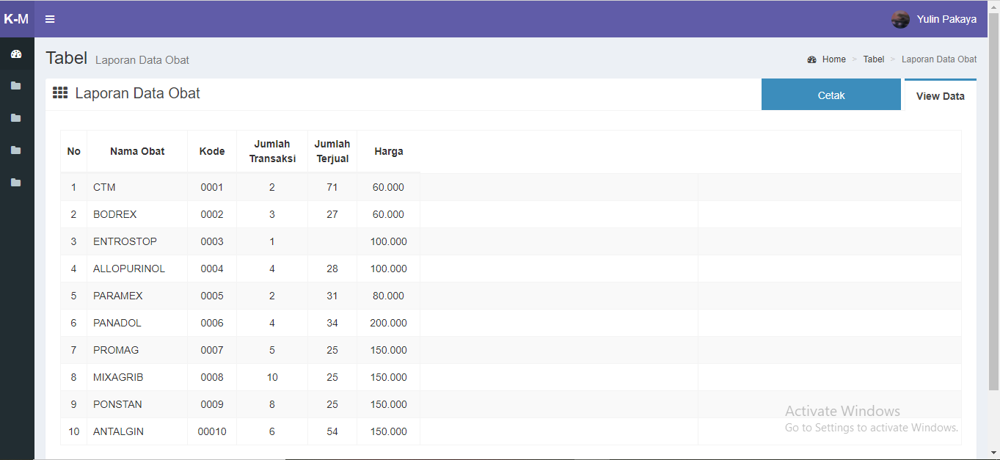 K-M Yulin Pakaya
Tabel Laporan Data Obat Home > Tabel > Laporan Data Obat
Laporan Data Obat Cetak View Data
No Nama Obat Kode Jumlah Transaksi Jumlah Terjual Harga
1 CTM 0001 2 71 60.000
2 BODREX 0002 3 27 60.000
3 ENTROSTOP 0003 1 100.000
4 ALLOPURINOL 0004 4 28 100.000
5 PARAMEX 0005 2 31 80.000
6 PANADOL 0006 4 34 200.000
7 PROMAG 0007 5 25 150.000
8 MIXAGRIB 0008 10 25 150.000
9 PONSTAN 0009 8 25 150.000
10 ANTALGIN 00010 6 54 150.000
Activate Windows
Go to Settings to activate Windows.